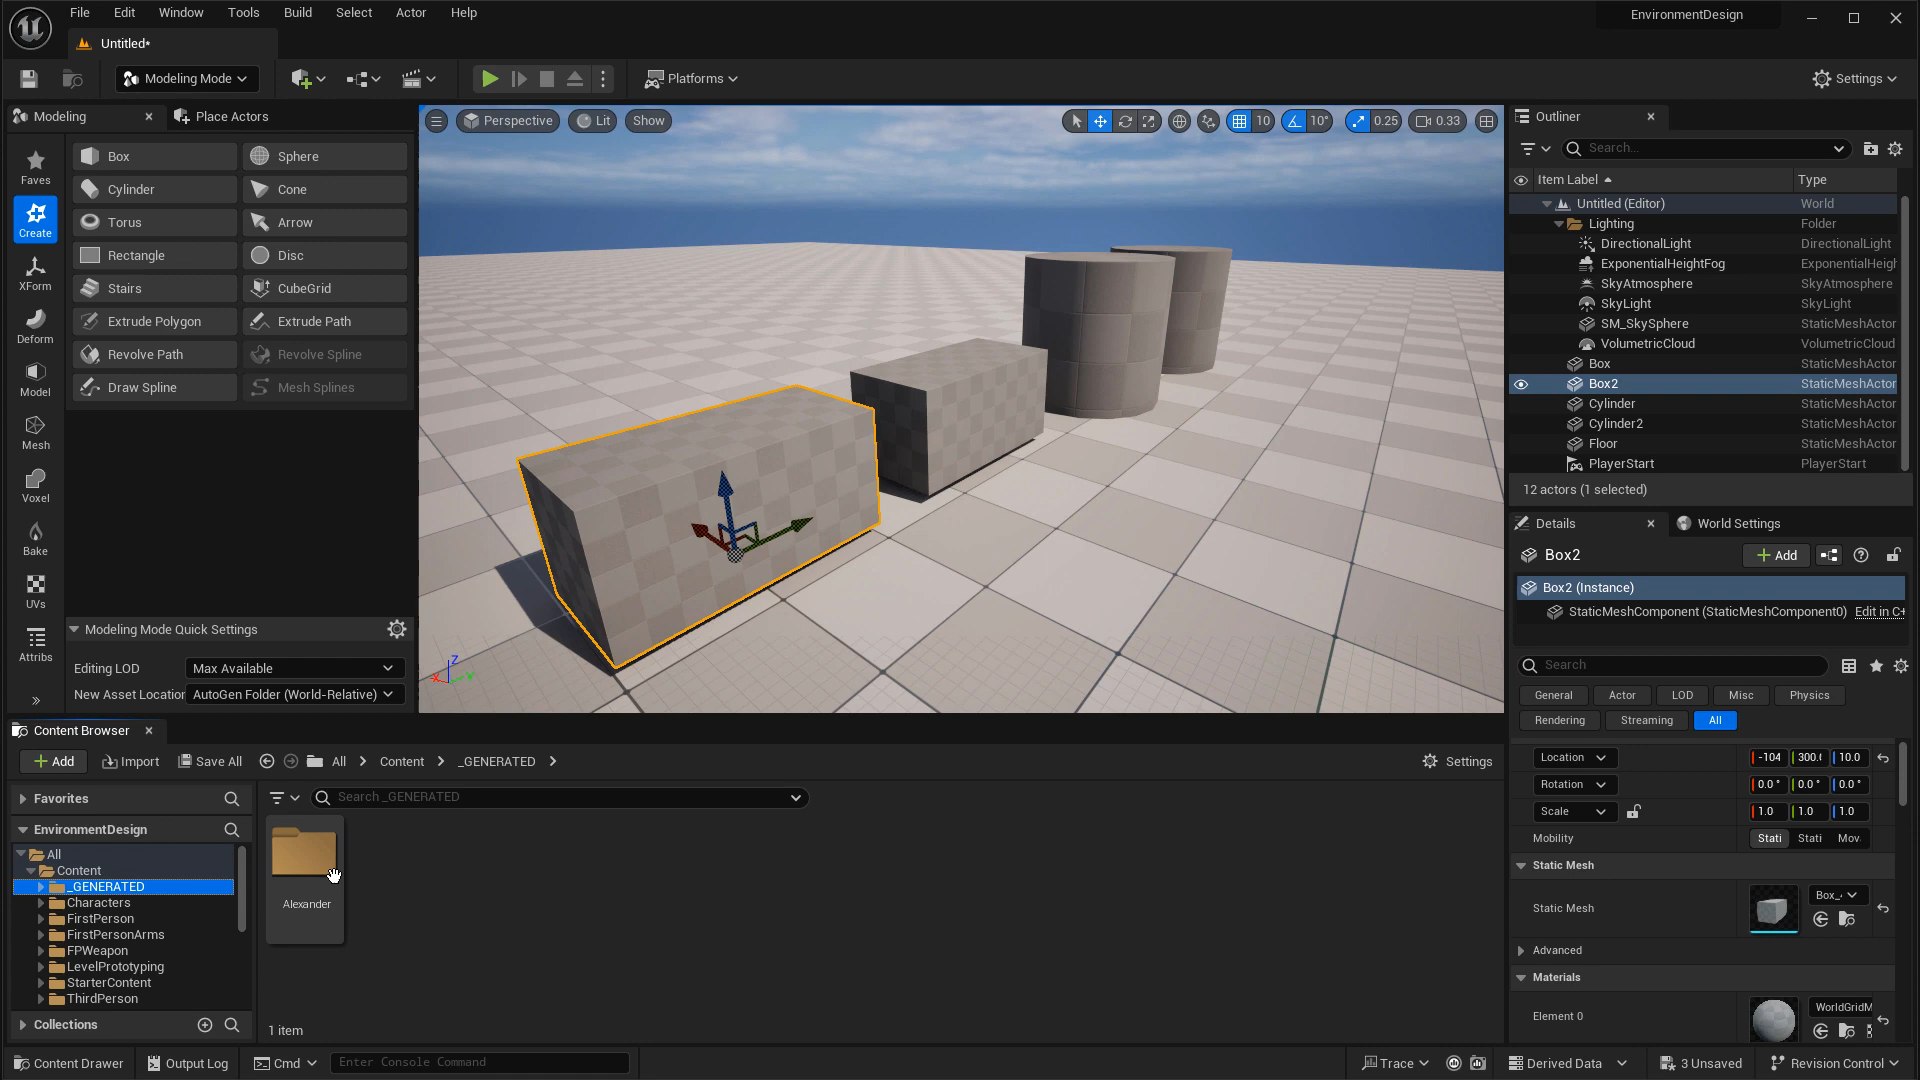 File Edit Window Tools Build Select Actor Help
EnvironmentDesign
Untitled*
Modeling Mode
Platforms
Settings
Modeling
Place Actors
Perspective
Lit
Show
10
10°
0.25
0.33
Outliner
Faves
Create
XForm
Deform
Model
Mesh
Voxel
Bake
UVs
Attribs
Box
Sphere
Cylinder
Cone
Torus
Arrow
Rectangle
Disc
Stairs
CubeGrid
Extrude Polygon
Extrude Path
Revolve Path
Revolve Spline
Draw Spline
Mesh Splines
Modeling Mode Quick Settings
Editing LOD
Max Available
New Asset Location
AutoGen Folder (World-Relative)
Z
X
Y
Search...
Item Label
Type
Untitled (Editor) World
Lighting Folder
DirectionalLight DirectionalLight
ExponentialHeightFog ExponentialHeigh
SkyAtmosphere SkyAtmosphere
SkyLight SkyLight
SM_SkySphere StaticMeshActor
VolumetricCloud VolumetricCloud
Box StaticMeshActor
Box2 StaticMeshActor
Cylinder StaticMeshActor
Cylinder2 StaticMeshActor
Floor StaticMeshActor
PlayerStart PlayerStart
12 actors (1 selected)
Details
World Settings
Box2
Add
Box2 (Instance)
StaticMeshComponent (StaticMeshComponent0) Edit in C+
Search
General
Actor
LOD
Misc
Physics
Rendering
Streaming
All
Location -104 300.0 10.0
Rotation 0.0 ° 0.0 ° 0.0 °
Scale 1.0 1.0 1.0
Mobility Stati Stati Mov
Static Mesh
Static Mesh
Box_
Advanced
Materials
Element 0
WorldGridM
Content Browser
Add
Import
Save All
All
Content
_GENERATED
Settings
Favorites
EnvironmentDesign
All
Content
_GENERATED
Characters
FirstPerson
FirstPersonArms
FPWeapon
LevelPrototyping
StarterContent
ThirdPerson
Collections
Search _GENERATED
Alexander
1 item
Content Drawer
Output Log
Cmd
Enter Console Command
Trace
Derived Data
3 Unsaved
Revision Control